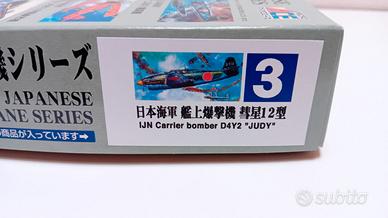 機シリーズ
JAPANESE
ANE SERIES
商品が入っています➡
3
日本海軍 艦上爆撃機 彗星12型
IJN Carrier bomber D4Y2 "JUDY"
subito